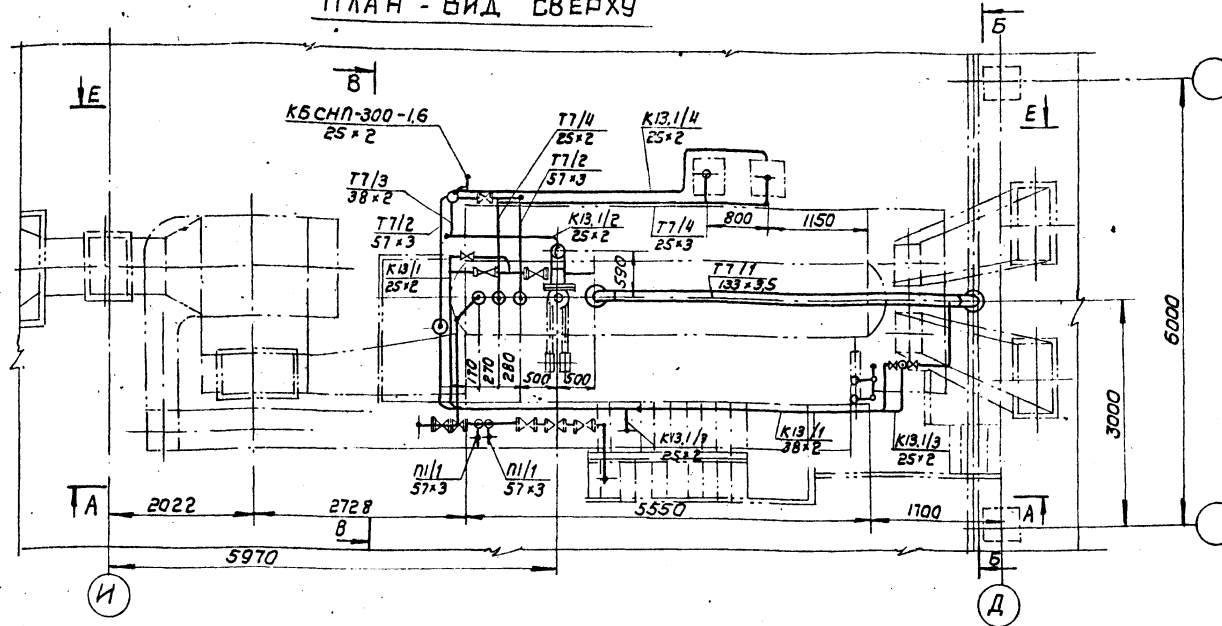 ПЛАН - ВИД СВЕРХУ
Б
В
Е
Е
КБ СНП-300-1,6
25×2
Т7/4
25×2
К13.1/4
25×2
Т7/2
57×3
Т7/3
38×2
Т7/2
57×3
К13.1/2
25×2
Т7/4
25×3
800
1150
К13/1
25×2
590
Т7/1
133×3,5
6000
170
270
280
500
500
3000
К13.1/3
25×2
К13/1
38×2
К13.1/3
25×2
П1/1
57×3
П1/1
57×3
А
2022
2728
5550
1700
А
В
5970
Б
И
Д